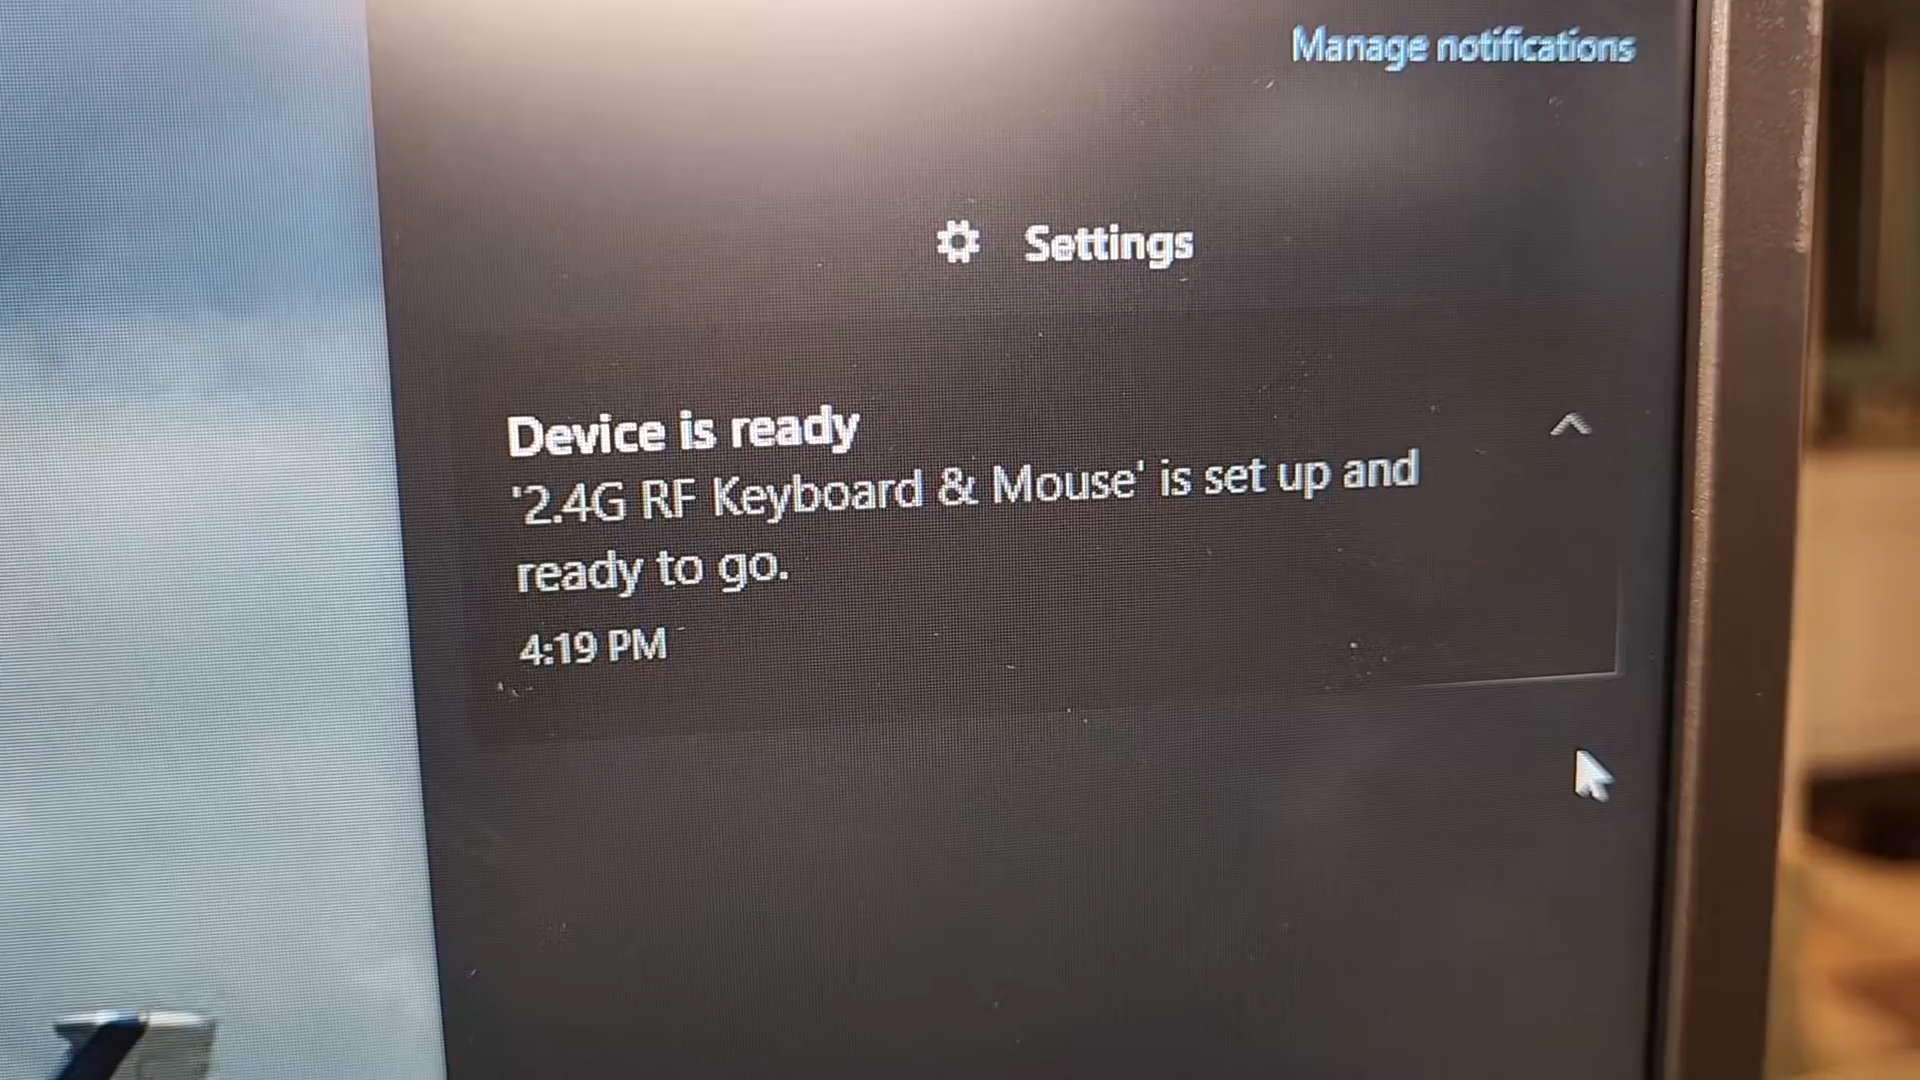 Manage notifications
Settings
Device is ready
'2.4G RF Keyboard & Mouse' is set up and
ready to go.
4:19 PM